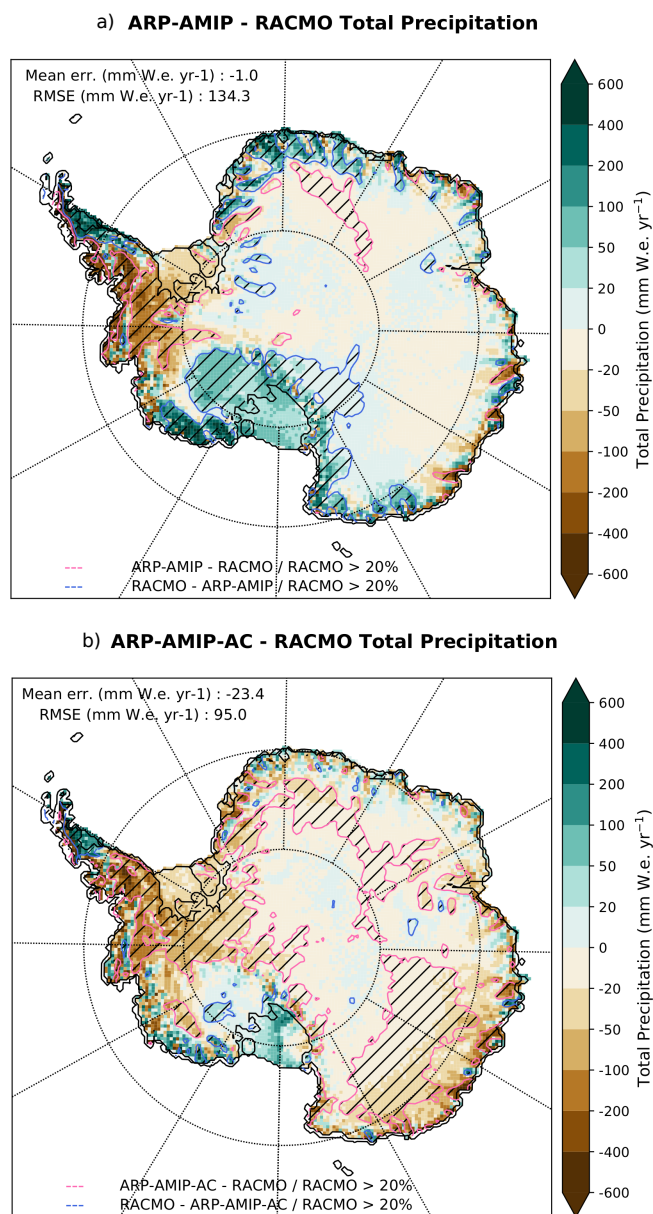 a) ARP-AMIP - RACMO Total Precipitation
Mean err. (mm W.e. yr-1) : -1.0
RMSE (mm W.e. yr-1) : 134.3
ARP-AMIP - RACMO / RACMO > 20%
RACMO - ARP-AMIP / RACMO > 20%
600
400
200
100
50
20
0
-20
-50
-100
-200
-400
-600
Total Precipitation (mm W.e. yr⁻¹)
b) ARP-AMIP-AC - RACMO Total Precipitation
Mean err. (mm W.e. yr-1) : -23.4
RMSE (mm W.e. yr-1) : 95.0
ARP-AMIP-AC - RACMO / RACMO > 20%
RACMO - ARP-AMIP-AC / RACMO > 20%
600
400
200
100
50
20
0
-20
-50
-100
-200
-400
-600
Total Precipitation (mm W.e. yr⁻¹)